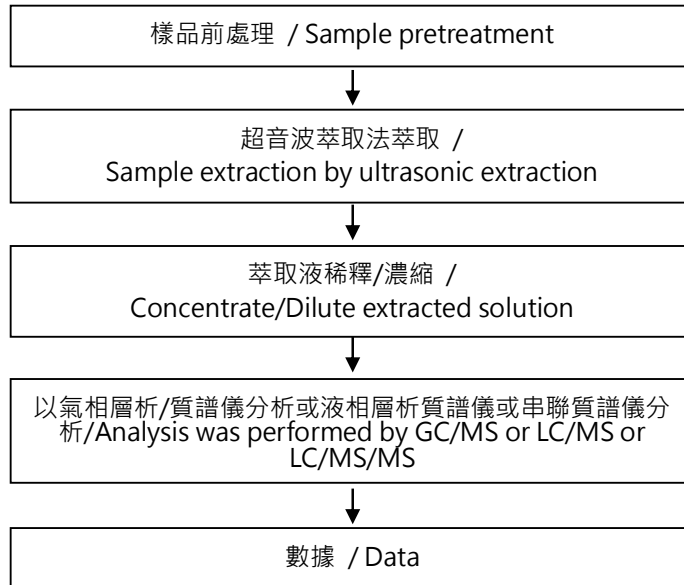 樣品前處理 / Sample pretreatment
超音波萃取法萃取 /
Sample extraction by ultrasonic extraction
萃取液稀釋/濃縮 /
Concentrate/Dilute extracted solution
以氣相層析/質譜儀分析或液相層析質譜儀或串聯質譜儀分
析/Analysis was performed by GC/MS or LC/MS or
LC/MS/MS
數據 / Data